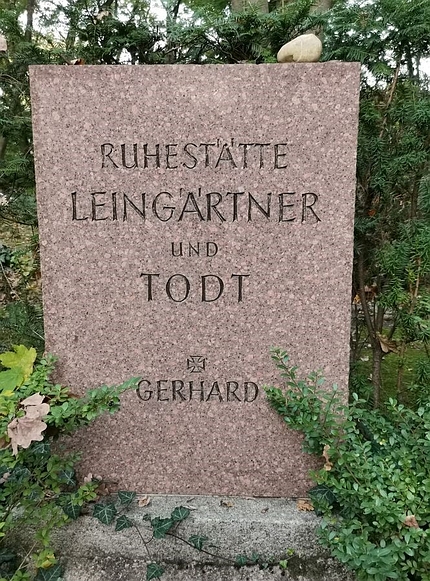 RUHESTÄTTE
LEINGÄRTNER
UND
TODT
GERHARD